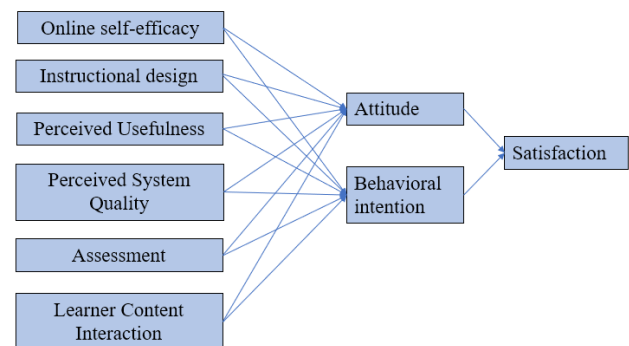 Online self-efficacy
Instructional design
Perceived Usefulness
Perceived System
Quality
Assessment
Learner Content
Interaction
Attitude
Behavioral
intention
Satisfaction